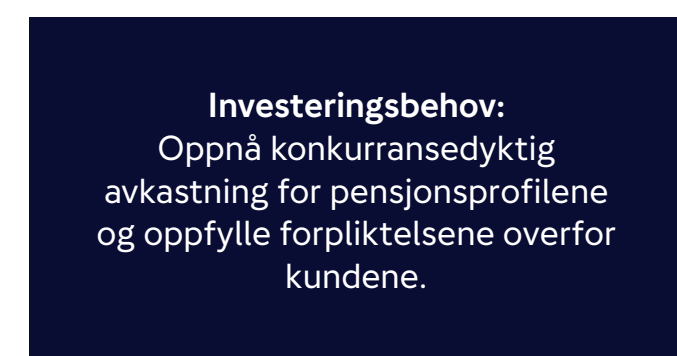 Investeringsbehov:
Oppnå konkurransedyktig
avkastning for pensjonsprofilene
og oppfylle forpliktelsene overfor
kundene.